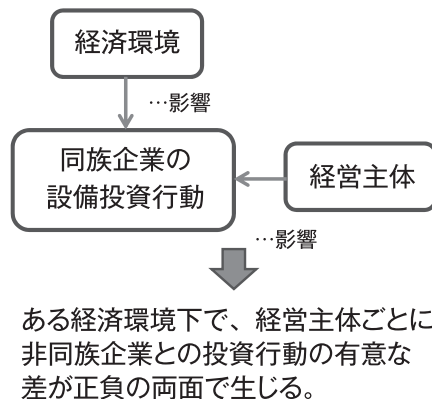 経済環境
…影響
同族企業の
設備投資行動
経営主体
…影響
ある経済環境下で、経営主体ごとに
非同族企業との投資行動の有意な
差が正負の両面で生じる。